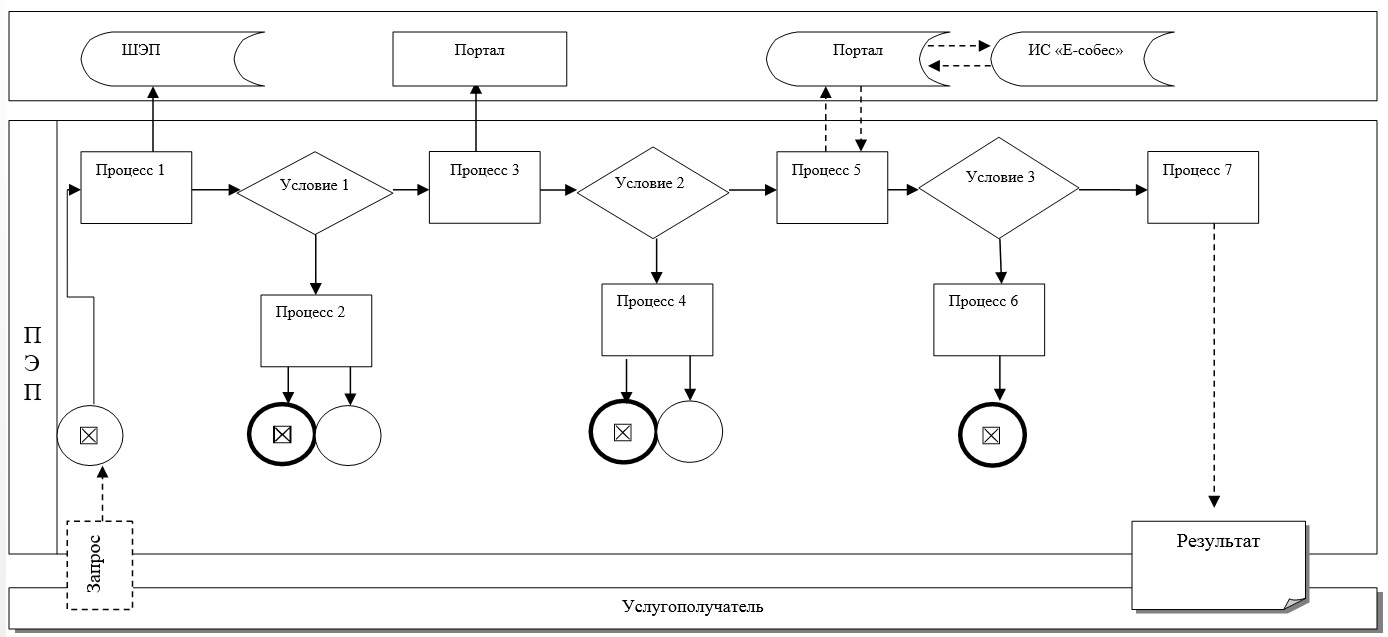 ШЭП
Портал
Портал
ИС «Е-собес»
Процесс 1
Условие 1
Процесс 3
Условие 2
Процесс 5
Условие 3
Процесс 7
Процесс 2
Процесс 4
Процесс 6
П
Э
П
Запрос
Результат
Услугополучатель